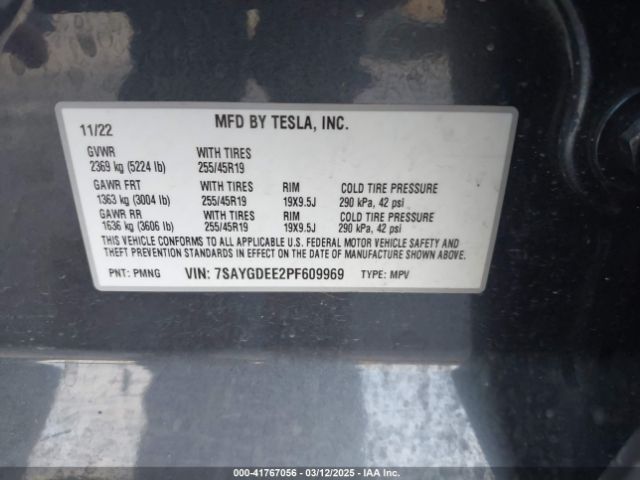 11/22 MFD BY TESLA, INC.
GVWR WITH TIRES
2369 kg (5224 lb) 255/45R19
GAWR FRT WITH TIRES RIM COLD TIRE PRESSURE
1363 kg (3004 lb) 255/45R19 19X9.5J 290 kPa, 42 psi
GAWR RR WITH TIRES RIM COLD TIRE PRESSURE
1636 kg (3606 lb) 255/45R19 19X9.5J 290 kPa, 42 psi
THIS VEHICLE CONFORMS TO ALL APPLICABLE U.S. FEDERAL MOTOR VEHICLE SAFETY AND
THEFT PREVENTION STANDARDS IN EFFECT ON THE DATE OF MANUFACTURE SHOWN ABOVE.
PNT: PMNG VIN: 7SAYGDEE2PF609969 TYPE: MPV
000-41767056 - 03/12/2025 - IAA Inc.